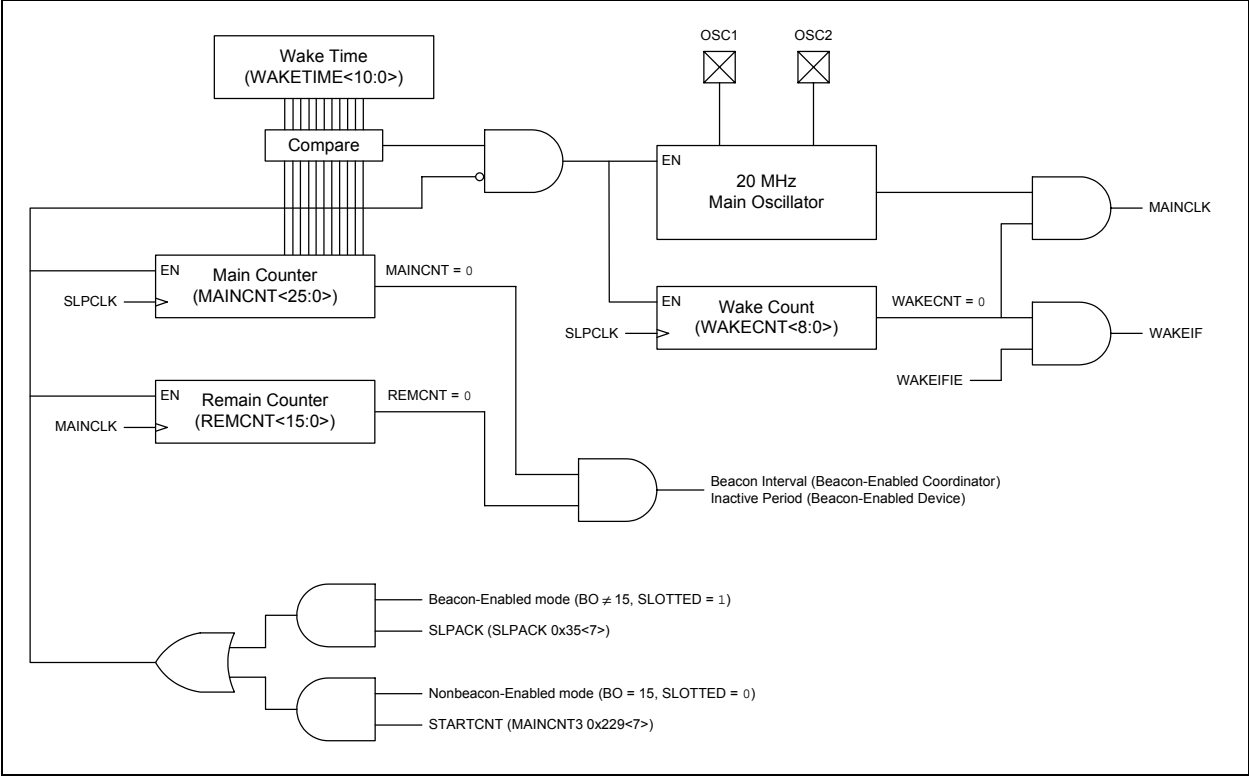 OSC1
OSC2
Wake Time
(WAKETIME<10:0>)
Compare
EN
20 MHz
Main Oscillator
MAINCLK
EN
Main Counter
(MAINCNT<25:0>)
MAINCNT = 0
SLPCLK
EN
Wake Count
(WAKECNT<8:0>)
WAKECNT = 0
SLPCLK
WAKEIF
WAKEIFIE
EN
Remain Counter
(REMCNT<15:0>)
REMCNT = 0
MAINCLK
Beacon Interval (Beacon-Enabled Coordinator)
Inactive Period (Beacon-Enabled Device)
Beacon-Enabled mode (BO ≠ 15, SLOTTED = 1)
SLPACK (SLPACK 0x35<7>)
Nonbeacon-Enabled mode (BO = 15, SLOTTED = 0)
STARTCNT (MAINCNT3 0x229<7>)